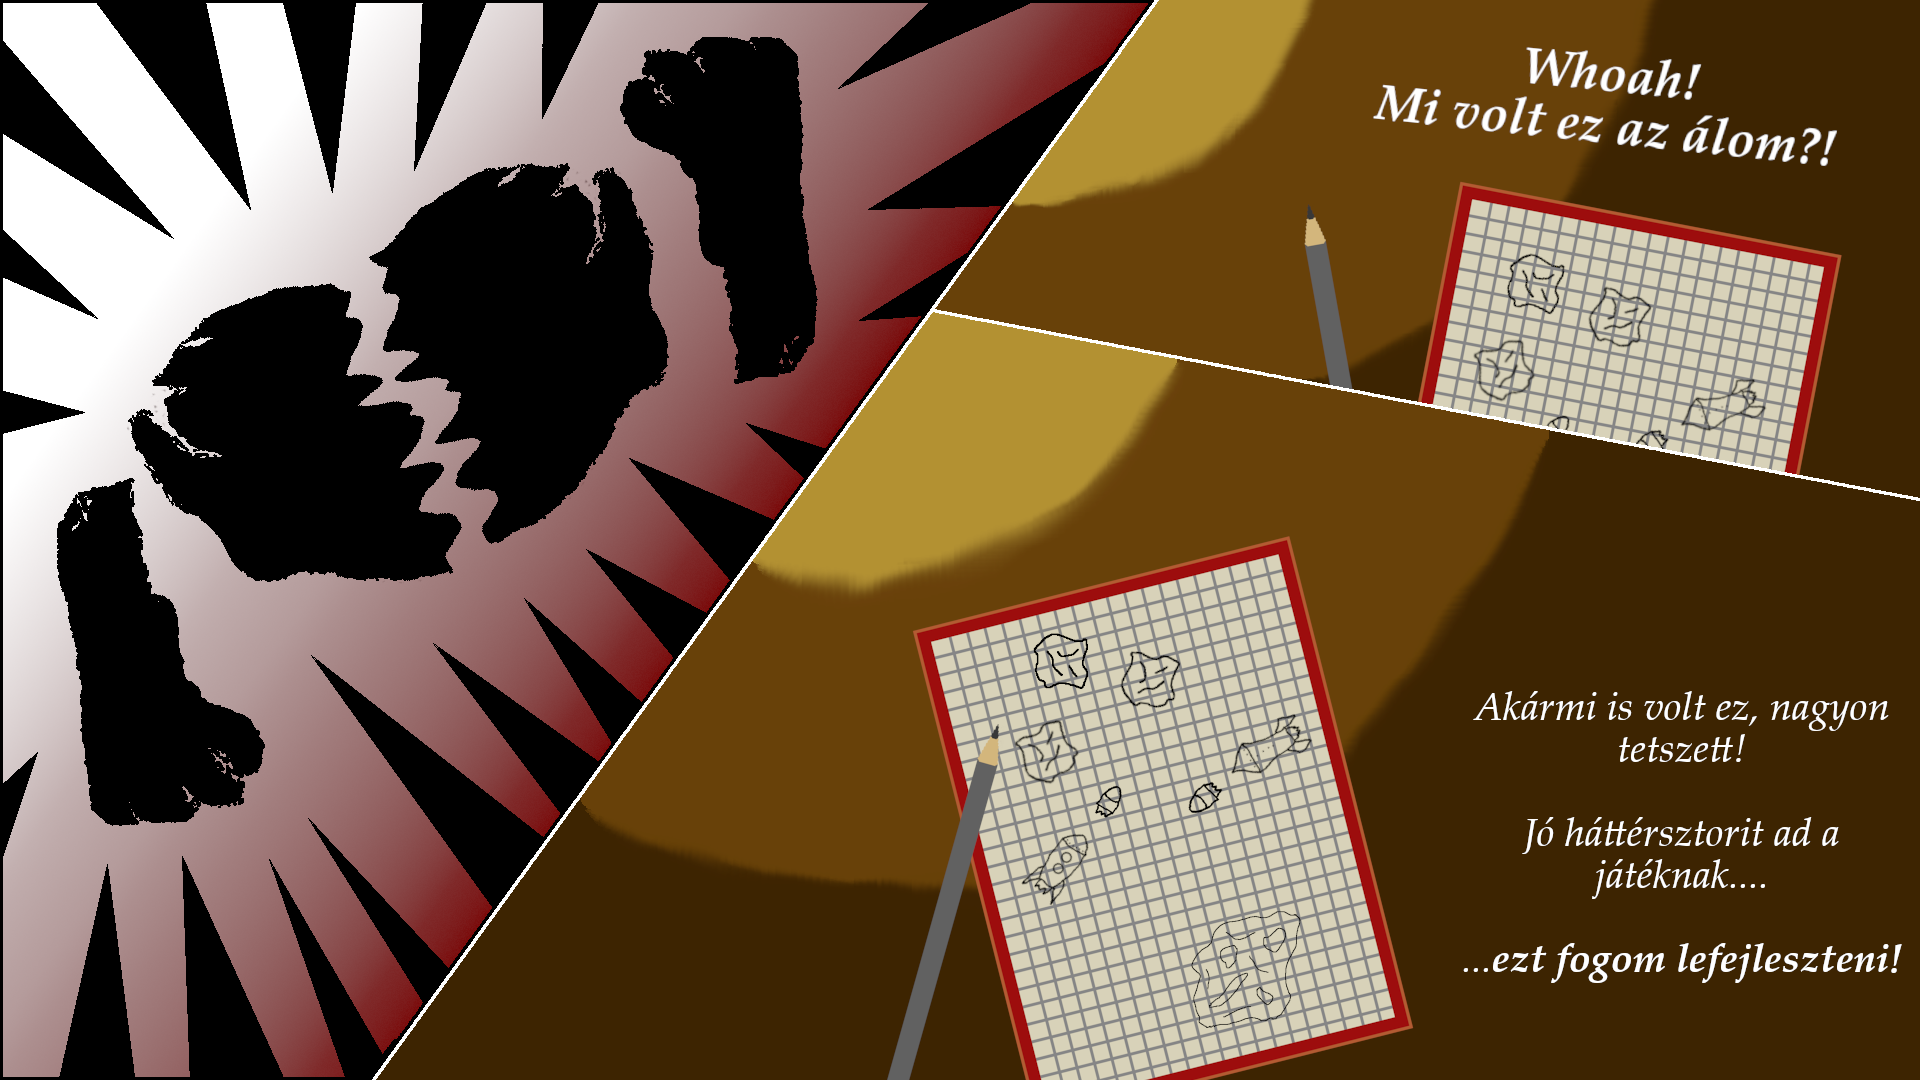 Whoah!
Mi volt ez az álom?!
Akármi is volt ez, nagyon
tetszett!
Jó háttérsztorit ad a
játéknak....
...ezt fogom lefejleszteni!